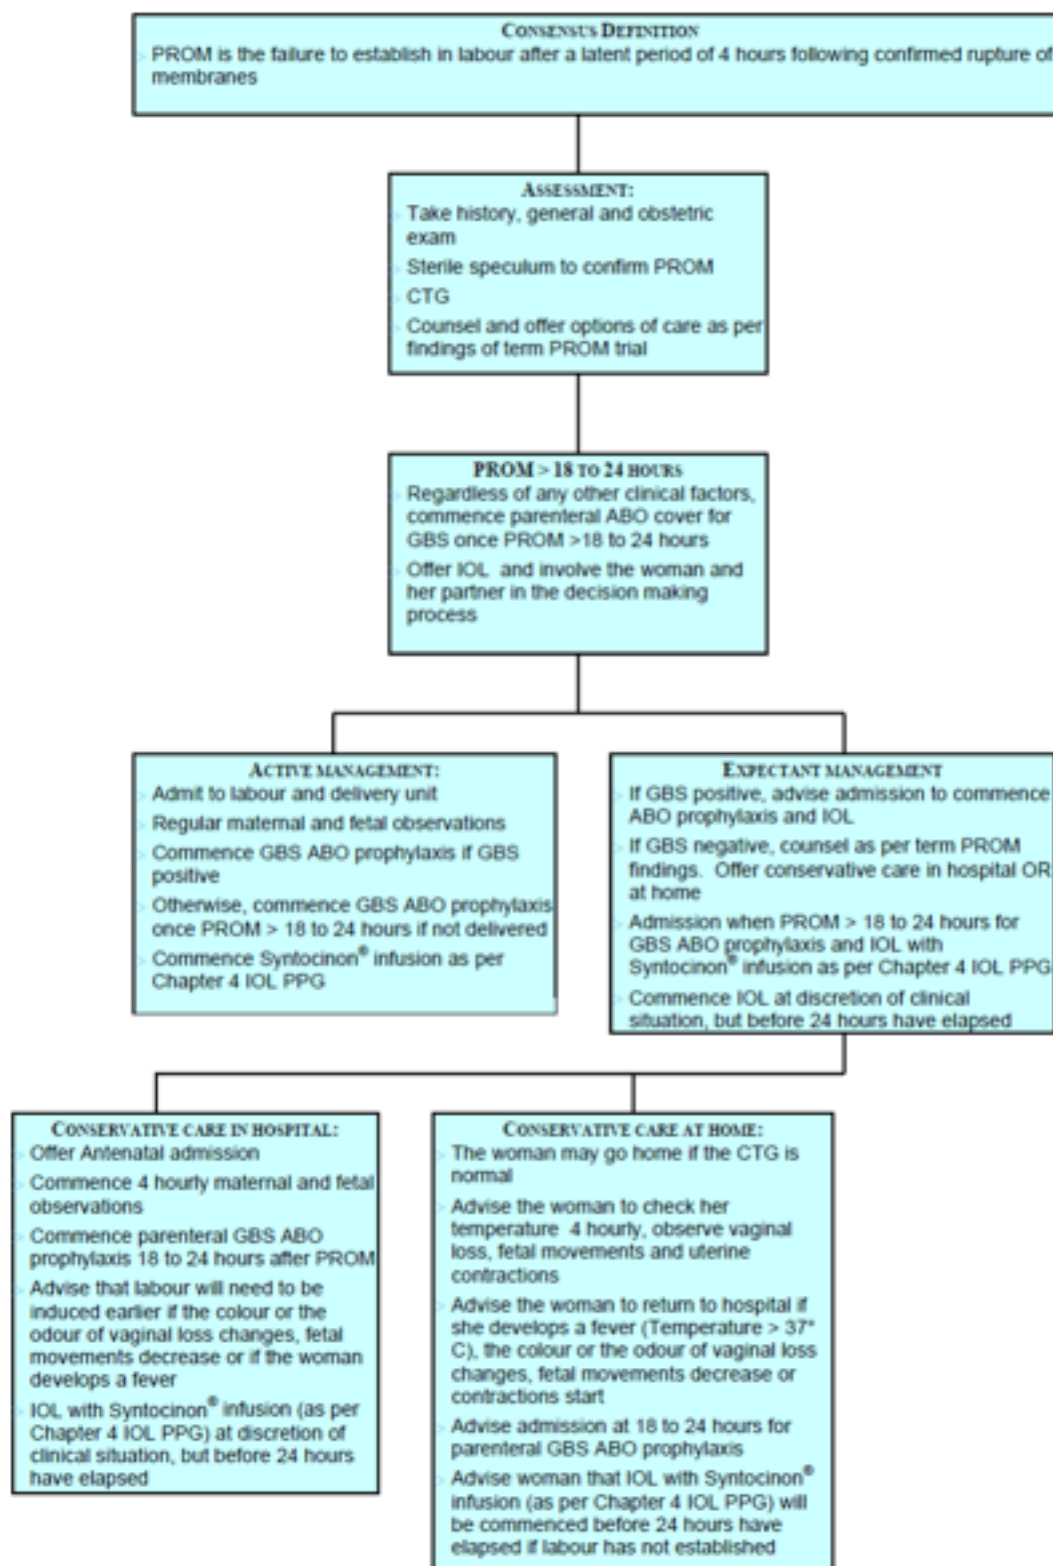 CONSENSUS DEFINITION
PROM is the failure to establish in labour after a latent period of 4 hours following confirmed rupture of
membranes
ASSESSMENT:
Take history, general and obstetric
exam
Sterile speculum to confirm PROM
CTG
Counsel and offer options of care as per
findings of term PROM trial
PROM > 18 TO 24 HOURS
Regardless of any other clinical factors,
commence parenteral ABO cover for
GBS once PROM >18 to 24 hours
Offer IOL and involve the woman and
her partner in the decision making
process
ACTIVE MANAGEMENT:
Admit to labour and delivery unit
Regular maternal and fetal observations
Commence GBS ABO prophylaxis if GBS
positive
Otherwise, commence GBS ABO prophylaxis
once PROM > 18 to 24 hours if not delivered
Commence Syntocinon® infusion as per
Chapter 4 IOL PPG
EXPECTANT MANAGEMENT
If GBS positive, advise admission to commence
ABO prophylaxis and IOL
If GBS negative, counsel as per term PROM
findings. Offer conservative care in hospital OR
at home
Admission when PROM > 18 to 24 hours for
GBS ABO prophylaxis and IOL with
Syntocinon® infusion as per Chapter 4 IOL PPG
Commence IOL at discretion of clinical
situation, but before 24 hours have elapsed
CONSERVATIVE CARE IN HOSPITAL:
Offer Antenatal admission
Commence 4 hourly maternal and fetal
observations
Commence parenteral GBS ABO
prophylaxis 18 to 24 hours after PROM
Advise that labour will need to be
induced earlier if the colour or the
odour of vaginal loss changes, fetal
movements decrease or if the woman
develops a fever
IOL with Syntocinon® infusion (as per
Chapter 4 IOL PPG) at discretion of
clinical situation, but before 24 hours
have elapsed
CONSERVATIVE CARE AT HOME:
The woman may go home if the CTG is
normal
Advise the woman to check her
temperature 4 hourly, observe vaginal
loss, fetal movements and uterine
contractions
Advise the woman to return to hospital if
she develops a fever (Temperature > 37°
C), the colour or the odour of vaginal loss
changes, fetal movements decrease or
contractions start
Advise admission at 18 to 24 hours for
parenteral GBS ABO prophylaxis
Advise woman that IOL with Syntocinon®
infusion (as per Chapter 4 IOL PPG) will
be commenced before 24 hours have
elapsed if labour has not established